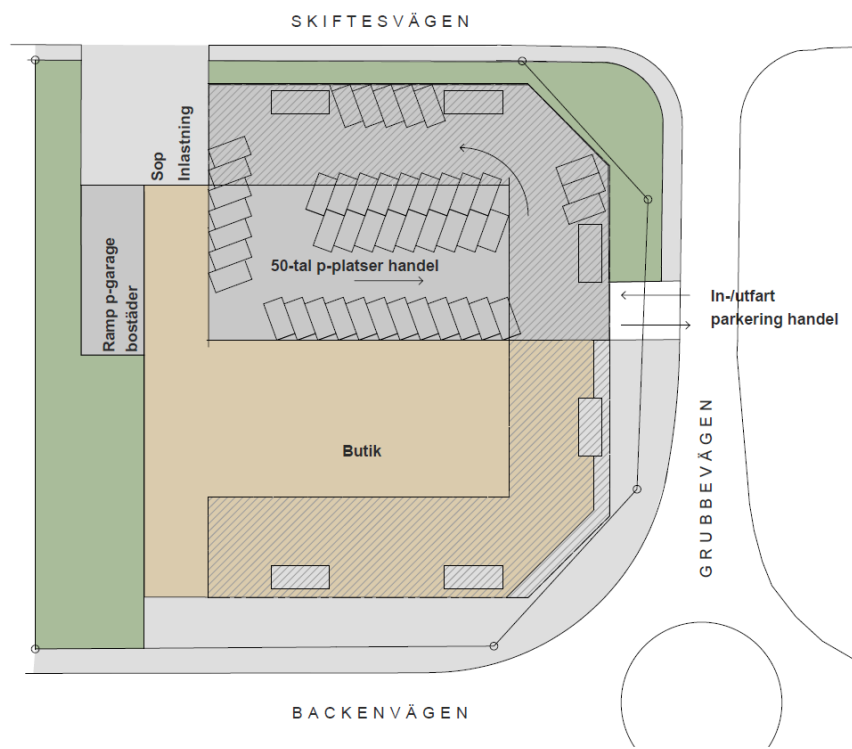 SKIFTESVÄGEN
Sop
Inlastning
Ramp p-garage
bostäder
50-tal p-platser handel
In-/utfart
parkering handel
Butik
GRUBBEVÄGEN
BACKENVÄGEN